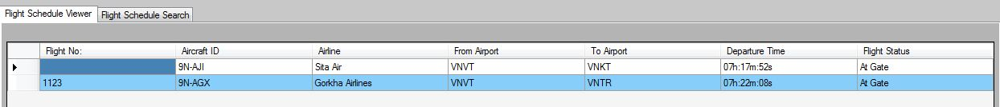 Flight Schedule Viewer Flight Schedule Search
Flight No: Aircraft ID Airline From Airport To Airport Departure Time Flight Status
9N-AJI Sita Air VNVT VNKT 07h:17m:52s At Gate
1123 9N-AGX Gorkha Airlines VNVT VNTR 07h:22m:08s At Gate